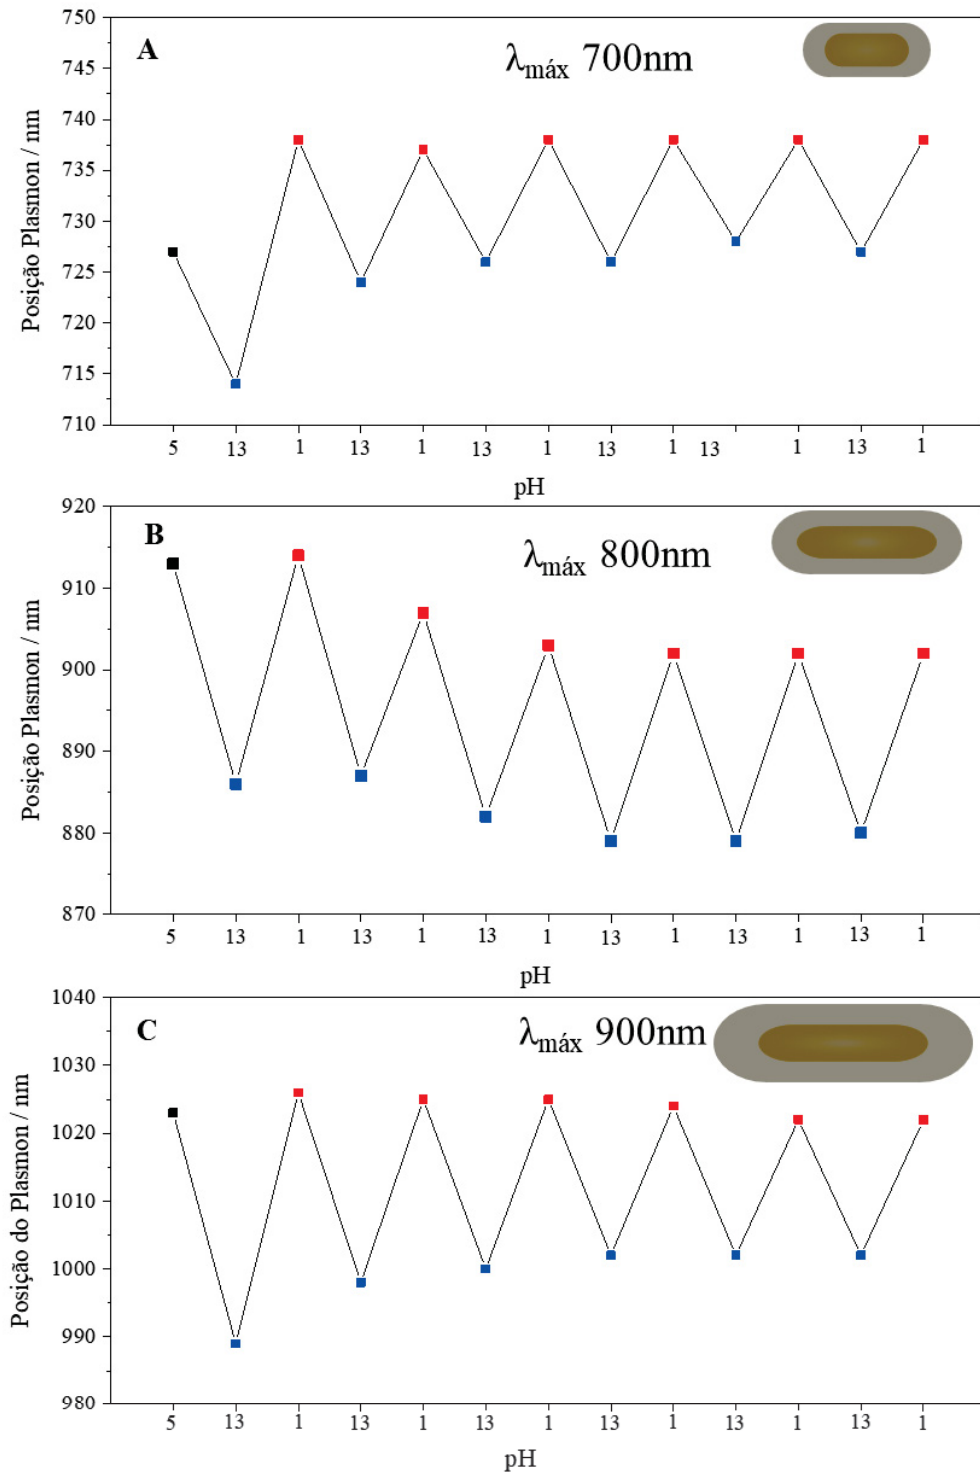 A
λmáx 700nm
Posição Plasmon / nm
750
745
740
735
730
725
720
715
710
5 13 1 13 1 13 1 13 1 13 1 13 1
pH
B
λmáx 800nm
Posição Plasmon / nm
920
910
900
890
880
870
5 13 1 13 1 13 1 13 1 13 1 13 1
pH
C
λmáx 900nm
Posição do Plasmon / nm
1040
1030
1020
1010
1000
990
980
5 13 1 13 1 13 1 13 1 13 1 13 1
pH